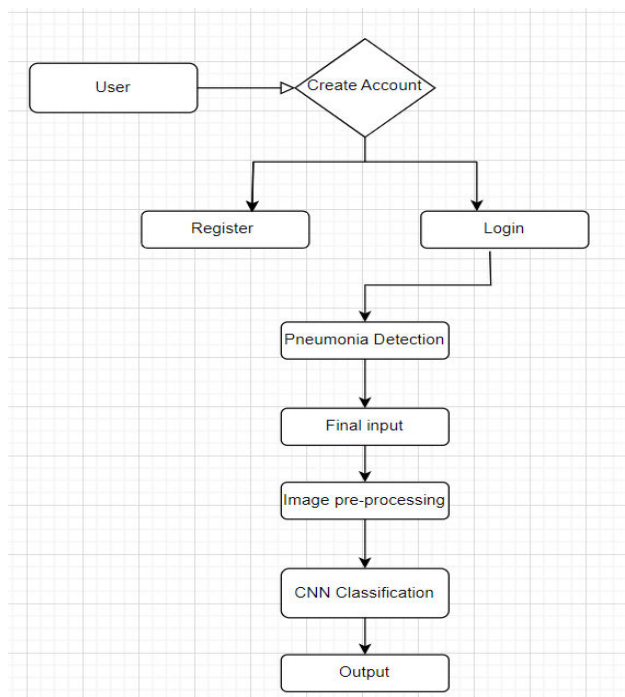 User
Create Account
Register
Login
Pneumonia Detection
Final input
Image pre-processing
CNN Classification
Output